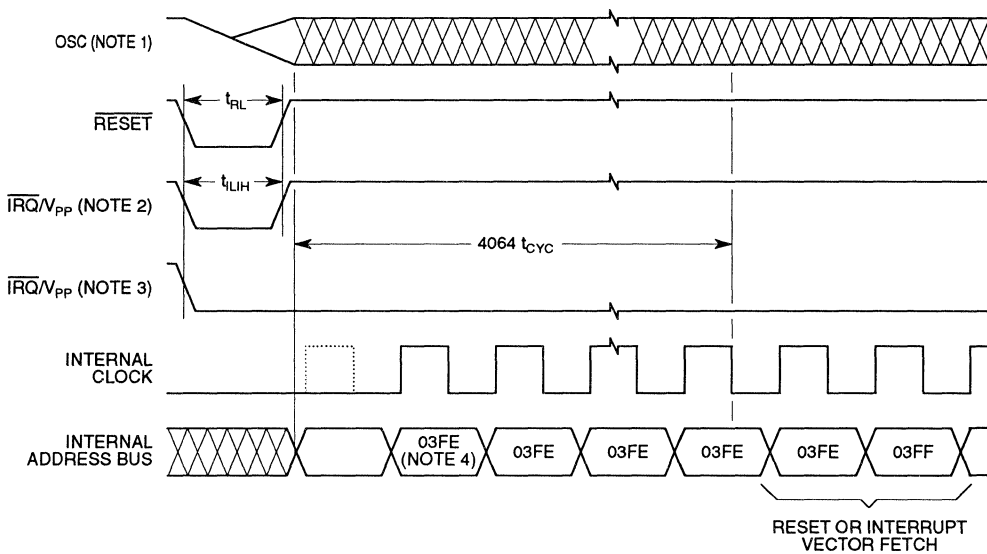 OSC (NOTE 1)
tRL
RESET
tILIH
IRQ/VPP (NOTE 2)
4064 tCYC
IRQ/VPP (NOTE 3)
INTERNAL
CLOCK
INTERNAL
ADDRESS BUS
03FE
(NOTE 4)
03FE
03FE
03FE
03FE
03FF
RESET OR INTERRUPT
VECTOR FETCH